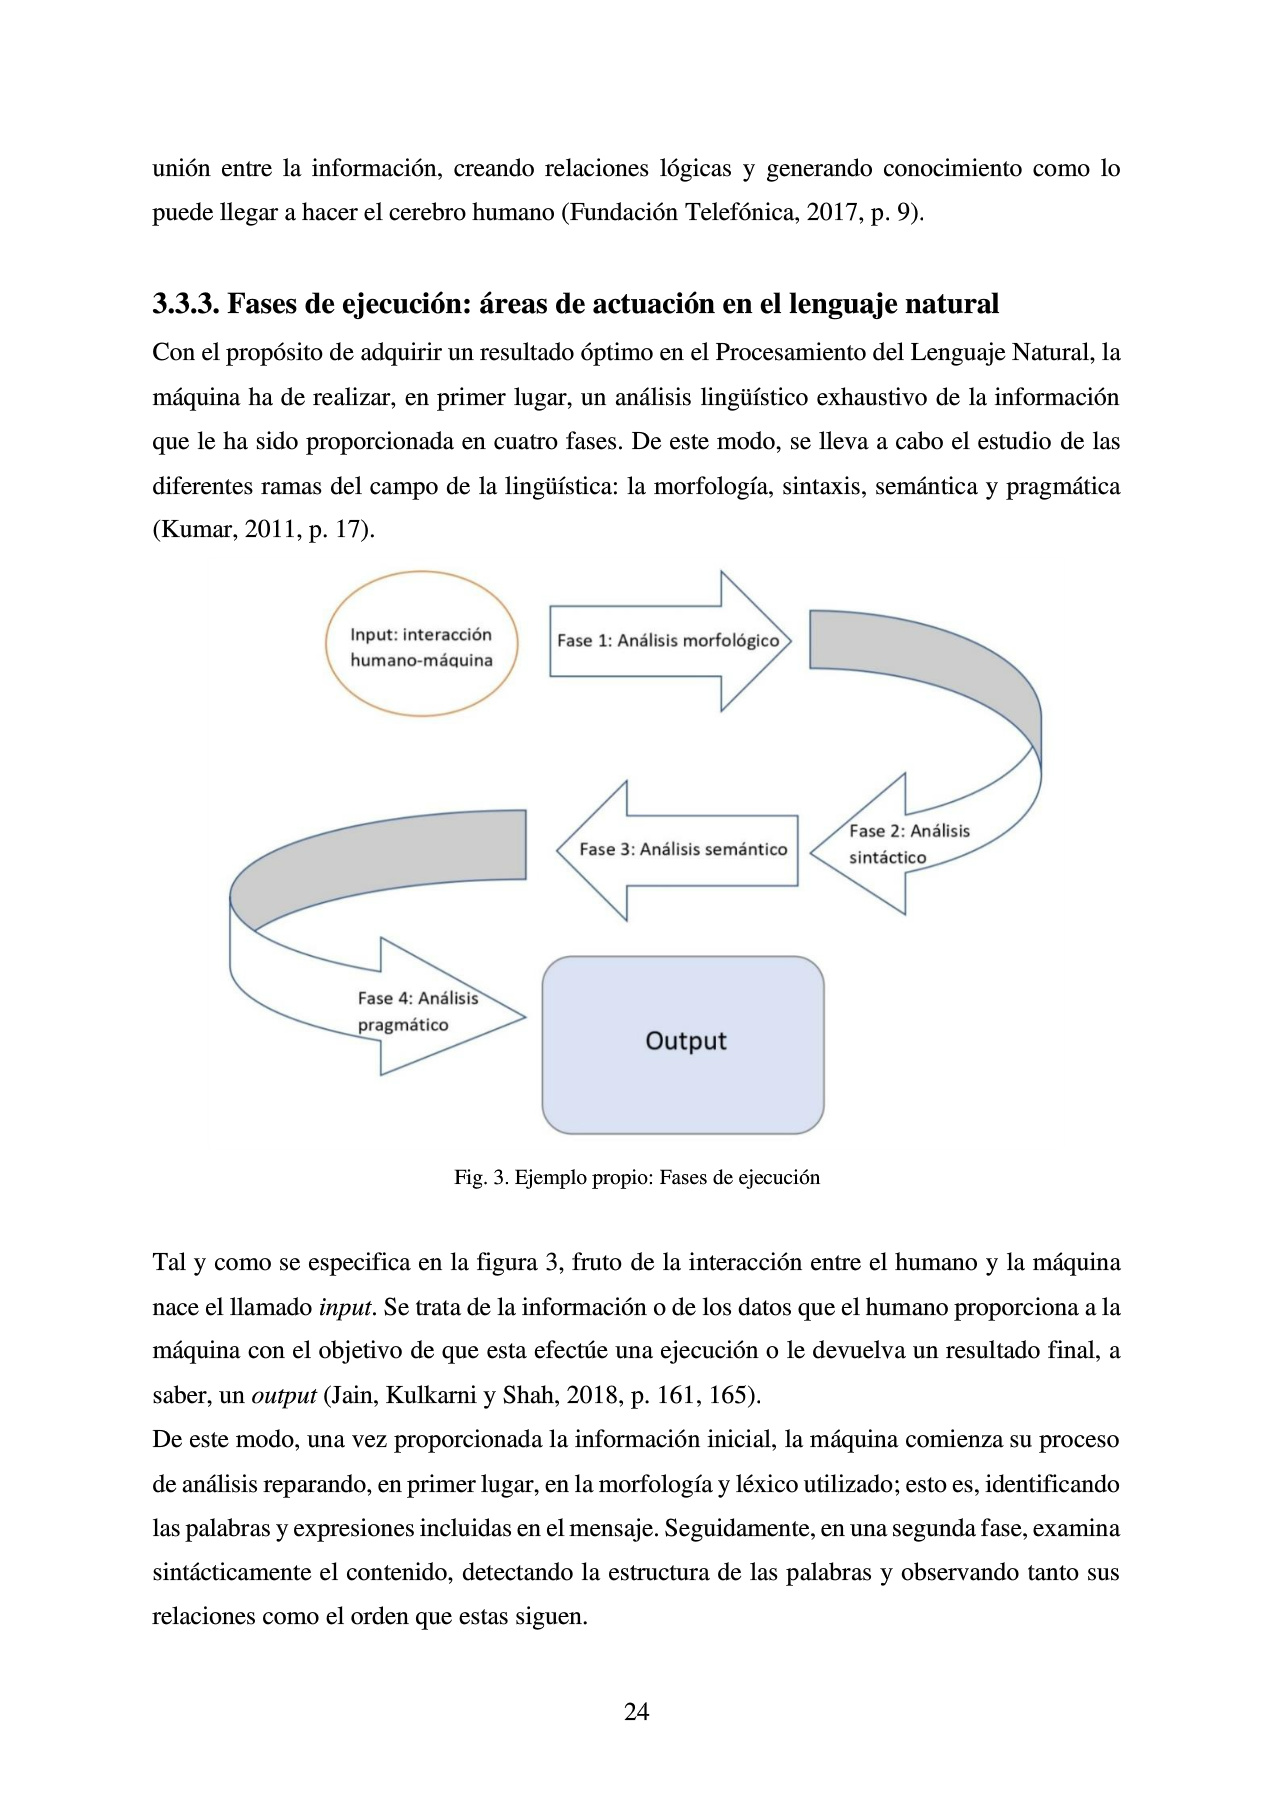 unión entre la información, creando relaciones lógicas y generando conocimiento como lo
puede llegar a hacer el cerebro humano (Fundación Telefónica, 2017, p. 9).
3.3.3. Fases de ejecución: áreas de actuación en el lenguaje natural
Con el propósito de adquirir un resultado óptimo en el Procesamiento del Lenguaje Natural, la
máquina ha de realizar, en primer lugar, un análisis lingüístico exhaustivo de la información
que le ha sido proporcionada en cuatro fases. De este modo, se lleva a cabo el estudio de las
diferentes ramas del campo de la lingüística: la morfología, sintaxis, semántica y pragmática
(Kumar, 2011, p. 17).
Input: interacción
humano-máquina
Fase 1: Análisis morfológico
Fase 2: Análisis
sintáctico
Fase 3: Análisis semántico
Fase 4: Análisis
pragmático
Output
Fig. 3. Ejemplo propio: Fases de ejecución
Tal y como se especifica en la figura 3, fruto de la interacción entre el humano y la máquina
nace el llamado input. Se trata de la información o de los datos que el humano proporciona a la
máquina con el objetivo de que esta efectúe una ejecución o le devuelva un resultado final, a
saber, un output (Jain, Kulkarni y Shah, 2018, p. 161, 165).
De este modo, una vez proporcionada la información inicial, la máquina comienza su proceso
de análisis reparando, en primer lugar, en la morfología y léxico utilizado; esto es, identificando
las palabras y expresiones incluidas en el mensaje. Seguidamente, en una segunda fase, examina
sintácticamente el contenido, detectando la estructura de las palabras y observando tanto sus
relaciones como el orden que estas siguen.
24